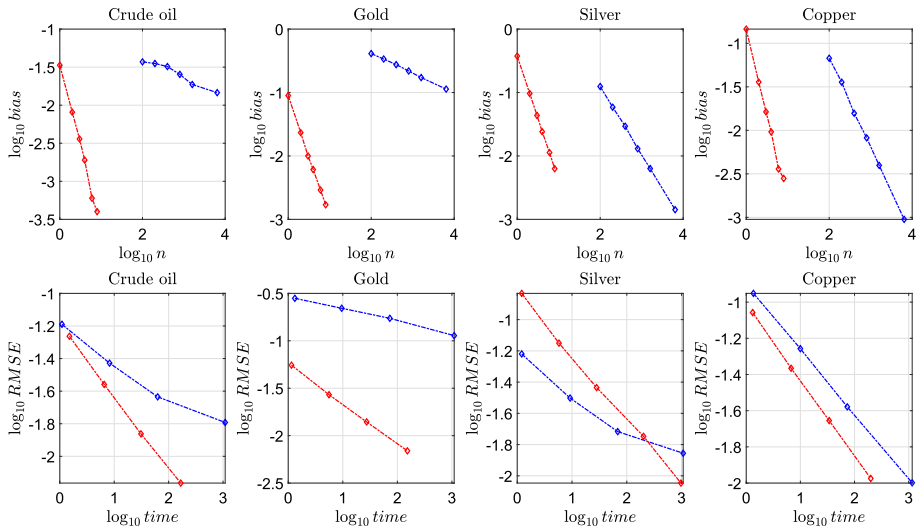 Crude oil
Gold
Silver
Copper
-1
-1.5
-2
-2.5
-3
-3.5
0
2
4
log₁₀ bias
log₁₀ n
0
-1
-2
-3
0
2
4
log₁₀ bias
log₁₀ n
0
-1
-2
-3
0
2
4
log₁₀ bias
log₁₀ n
-1
-1.5
-2
-2.5
-3
0
2
4
log₁₀ bias
log₁₀ n
Crude oil
Gold
Silver
Copper
-1
-1.2
-1.4
-1.6
-1.8
-2
0
1
2
3
log₁₀ RMSE
log₁₀ time
-0.5
-1
-1.5
-2
-2.5
0
1
2
3
log₁₀ RMSE
log₁₀ time
-1
-1.2
-1.4
-1.6
-1.8
-2
0
1
2
3
log₁₀ RMSE
log₁₀ time
-1
-1.2
-1.4
-1.6
-1.8
-2
0
1
2
3
log₁₀ RMSE
log₁₀ time